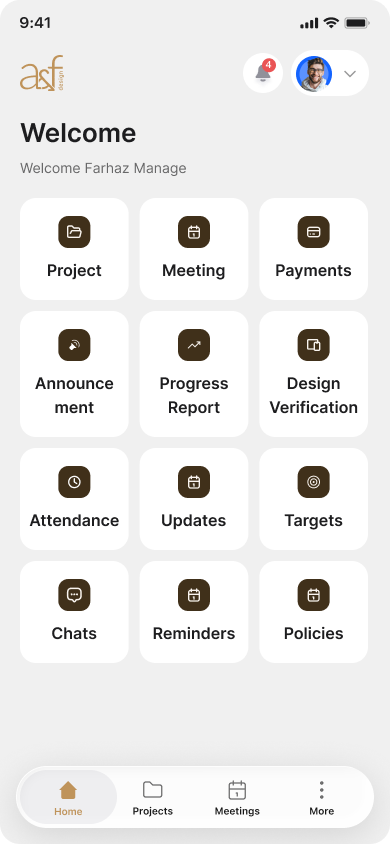 9:41
a&f
design
4
Welcome
Welcome Farhaz Manage
Project
Meeting
Payments
Announce
ment
Progress
Report
Design
Verification
Attendance
Updates
Targets
Chats
Reminders
Policies
Home
Projects
1
Meetings
More